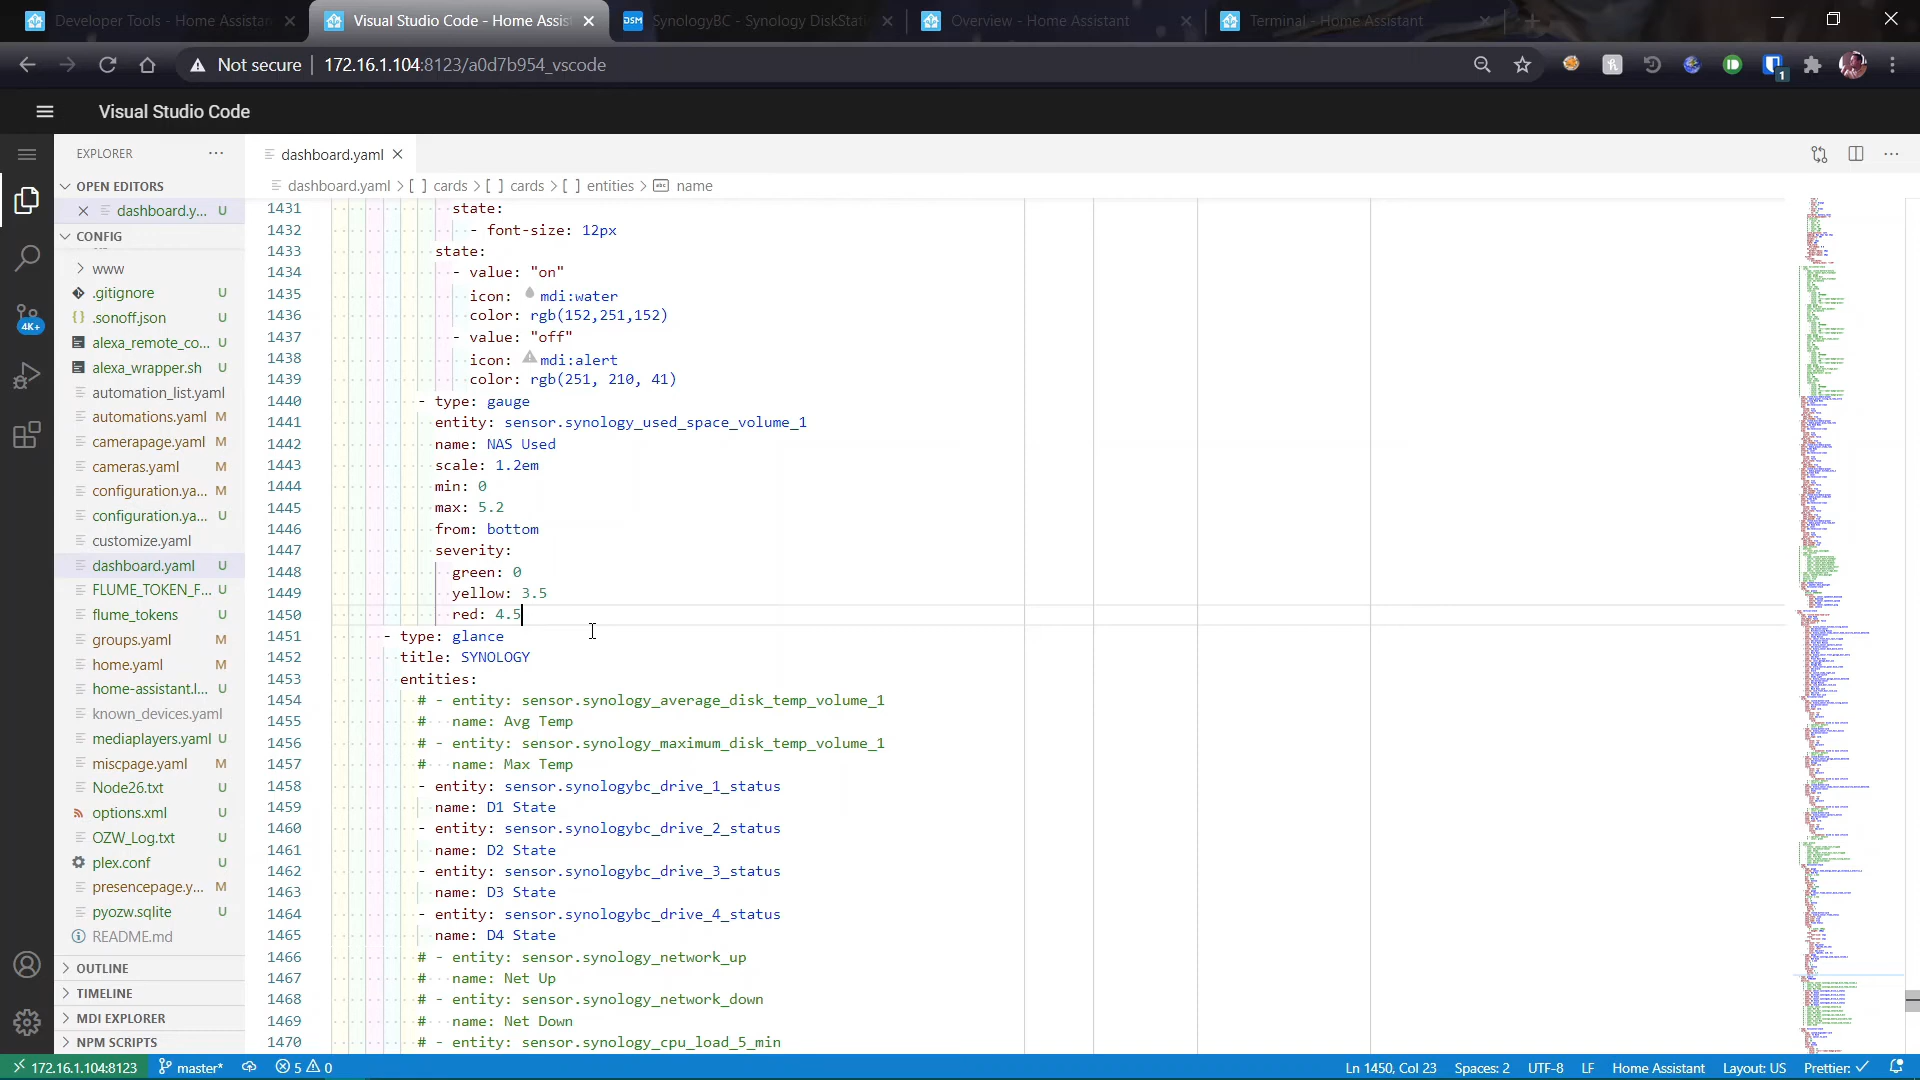 Developer Tools - Home Assistan
Visual Studio Code - Home Assist
DSM SynologyBC - Synology DiskStati
Overview - Home Assistant
Terminal - Home Assistant
Not secure 172.16.1.104:8123/a0d7b954_vscode
1
Visual Studio Code
EXPLORER
dashboard.yaml
OPEN EDITORS
dashboard.y... U
CONFIG
www
.gitignore U
.sonoff.json U
alexa_remote_co... U
alexa_wrapper.sh U
automation_list.yaml
automations.yaml M
camerapage.yaml M
cameras.yaml M
configuration.ya... M
configuration.ya... U
customize.yaml
dashboard.yaml U
FLUME_TOKEN_F... U
flume_tokens U
groups.yaml M
home.yaml M
home-assistant.l... U
known_devices.yaml
mediaplayers.yaml M
miscpage.yaml M
Node26.txt U
options.xml U
OZW_Log.txt U
plex.conf U
presencepage.y... M
pyozw.sqlite U
README.md
OUTLINE
TIMELINE
MDI EXPLORER
NPM SCRIPTS
4K+
dashboard.yaml > [ ] cards > [ ] cards > [ ] entities > abc name
1431 state:
1432 - font-size: 12px
1433 state:
1434 - value: "on"
1435 icon: mdi:water
1436 color: rgb(152,251,152)
1437 - value: "off"
1438 icon: mdi:alert
1439 color: rgb(251, 210, 41)
1440 - type: gauge
1441 entity: sensor.synology_used_space_volume_1
1442 name: NAS Used
1443 scale: 1.2em
1444 min: 0
1445 max: 5.2
1446 from: bottom
1447 severity:
1448 green: 0
1449 yellow: 3.5
1450 red: 4.5
1451 - type: glance
1452 title: SYNOLOGY
1453 entities:
1454 # - entity: sensor.synology_average_disk_temp_volume_1
1455 # name: Avg Temp
1456 # - entity: sensor.synology_maximum_disk_temp_volume_1
1457 # name: Max Temp
1458 - entity: sensor.synologybc_drive_1_status
1459 name: D1 State
1460 - entity: sensor.synologybc_drive_2_status
1461 name: D2 State
1462 - entity: sensor.synologybc_drive_3_status
1463 name: D3 State
1464 - entity: sensor.synologybc_drive_4_status
1465 name: D4 State
1466 # - entity: sensor.synology_network_up
1467 # name: Net Up
1468 # - entity: sensor.synology_network_down
1469 # name: Net Down
1470 # - entity: sensor.synology_cpu_load_5_min
172.16.1.104:8123 master* 5 0 Ln 1450, Col 23 Spaces: 2 UTF-8 LF Home Assistant Layout: US Prettier: ✓